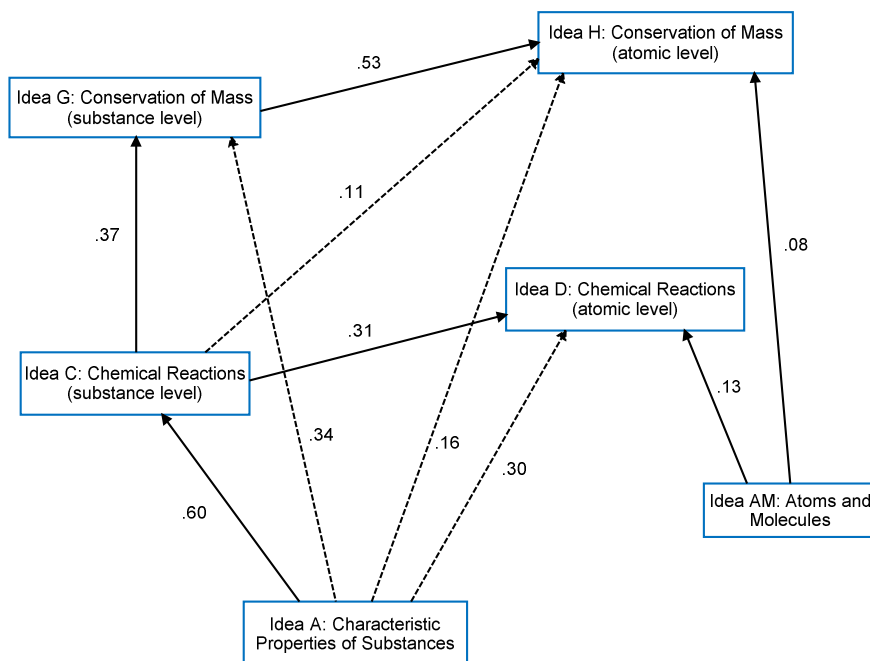 Idea H: Conservation of Mass
(atomic level)
.53
Idea G: Conservation of Mass
(substance level)
.11
.37
.08
Idea D: Chemical Reactions
(atomic level)
.31
Idea C: Chemical Reactions
(substance level)
.13
.34
.16
.30
Idea AM: Atoms and
Molecules
.60
Idea A: Characteristic
Properties of Substances